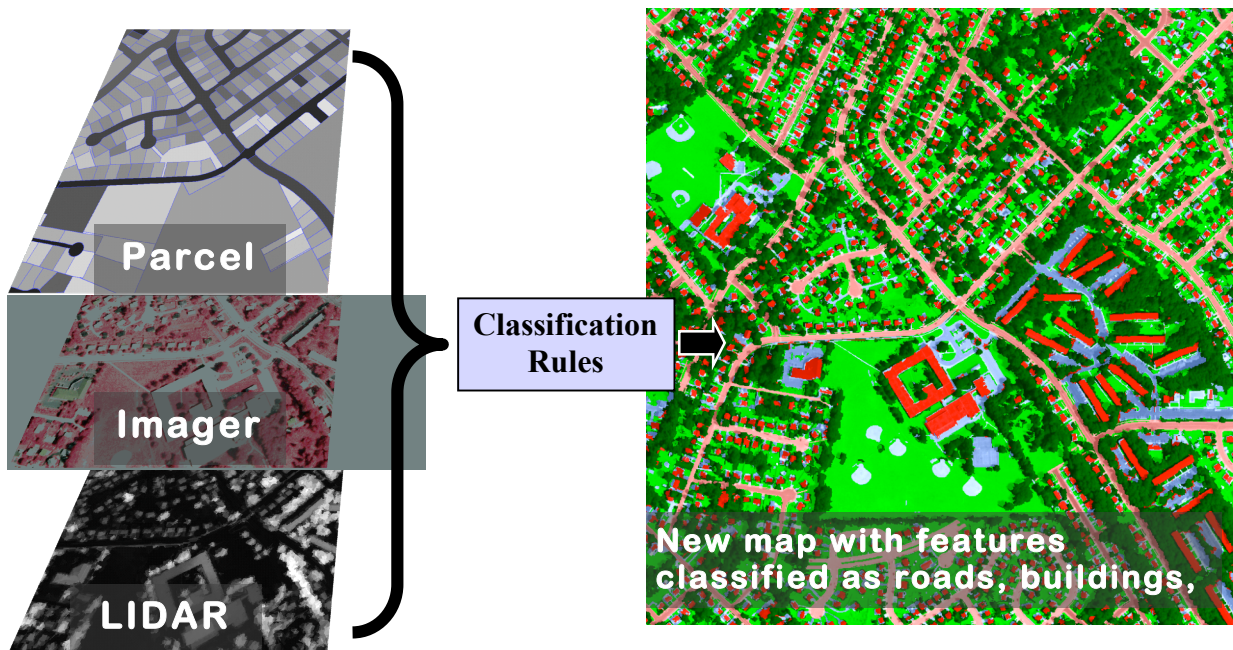 Parcel
Imager
LIDAR
Classification
Rules
New map with features
classified as roads, buildings,